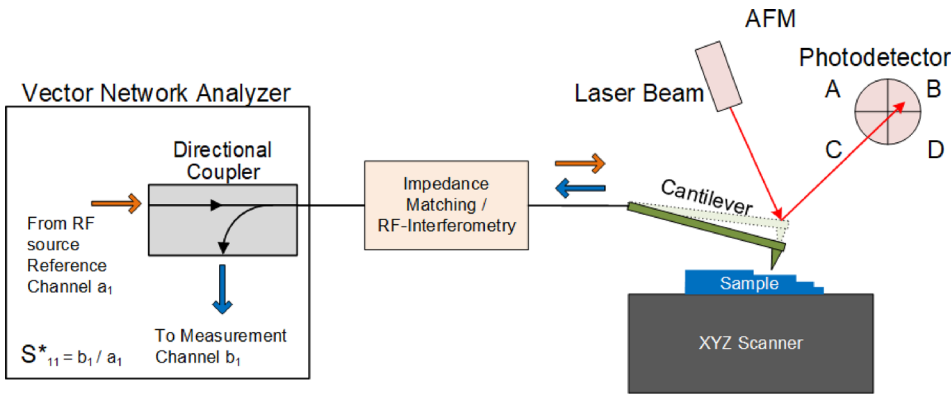 AFM
Photodetector
A
B
C
D
Laser Beam
Vector Network Analyzer
Directional
Coupler
From RF
source
Reference
Channel a₁
To Measurement
Channel b₁
S*₁₁ = b₁ / a₁
Impedance
Matching /
RF-Interferometry
Cantilever
Sample
XYZ Scanner